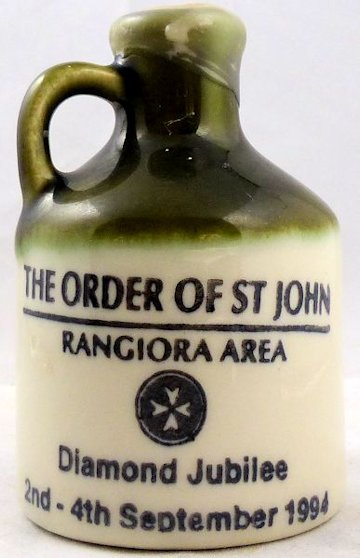 THE ORDER OF ST JOHN
RANGIORA AREA
Diamond Jubilee
2nd - 4th September 1994